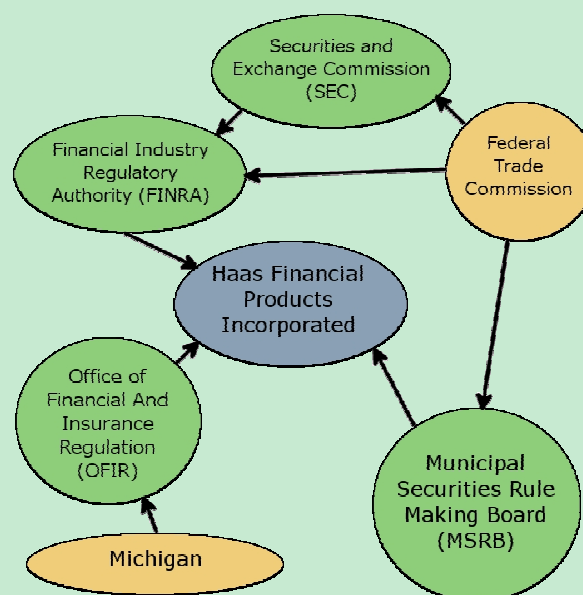 Securities and
Exchange Commission
(SEC)
Federal
Trade
Commission
Financial Industry
Regulatory
Authority (FINRA)
Haas Financial
Products
Incorporated
Office of
Financial And
Insurance
Regulation
(OFIR)
Municipal
Securities Rule
Making Board
(MSRB)
Michigan